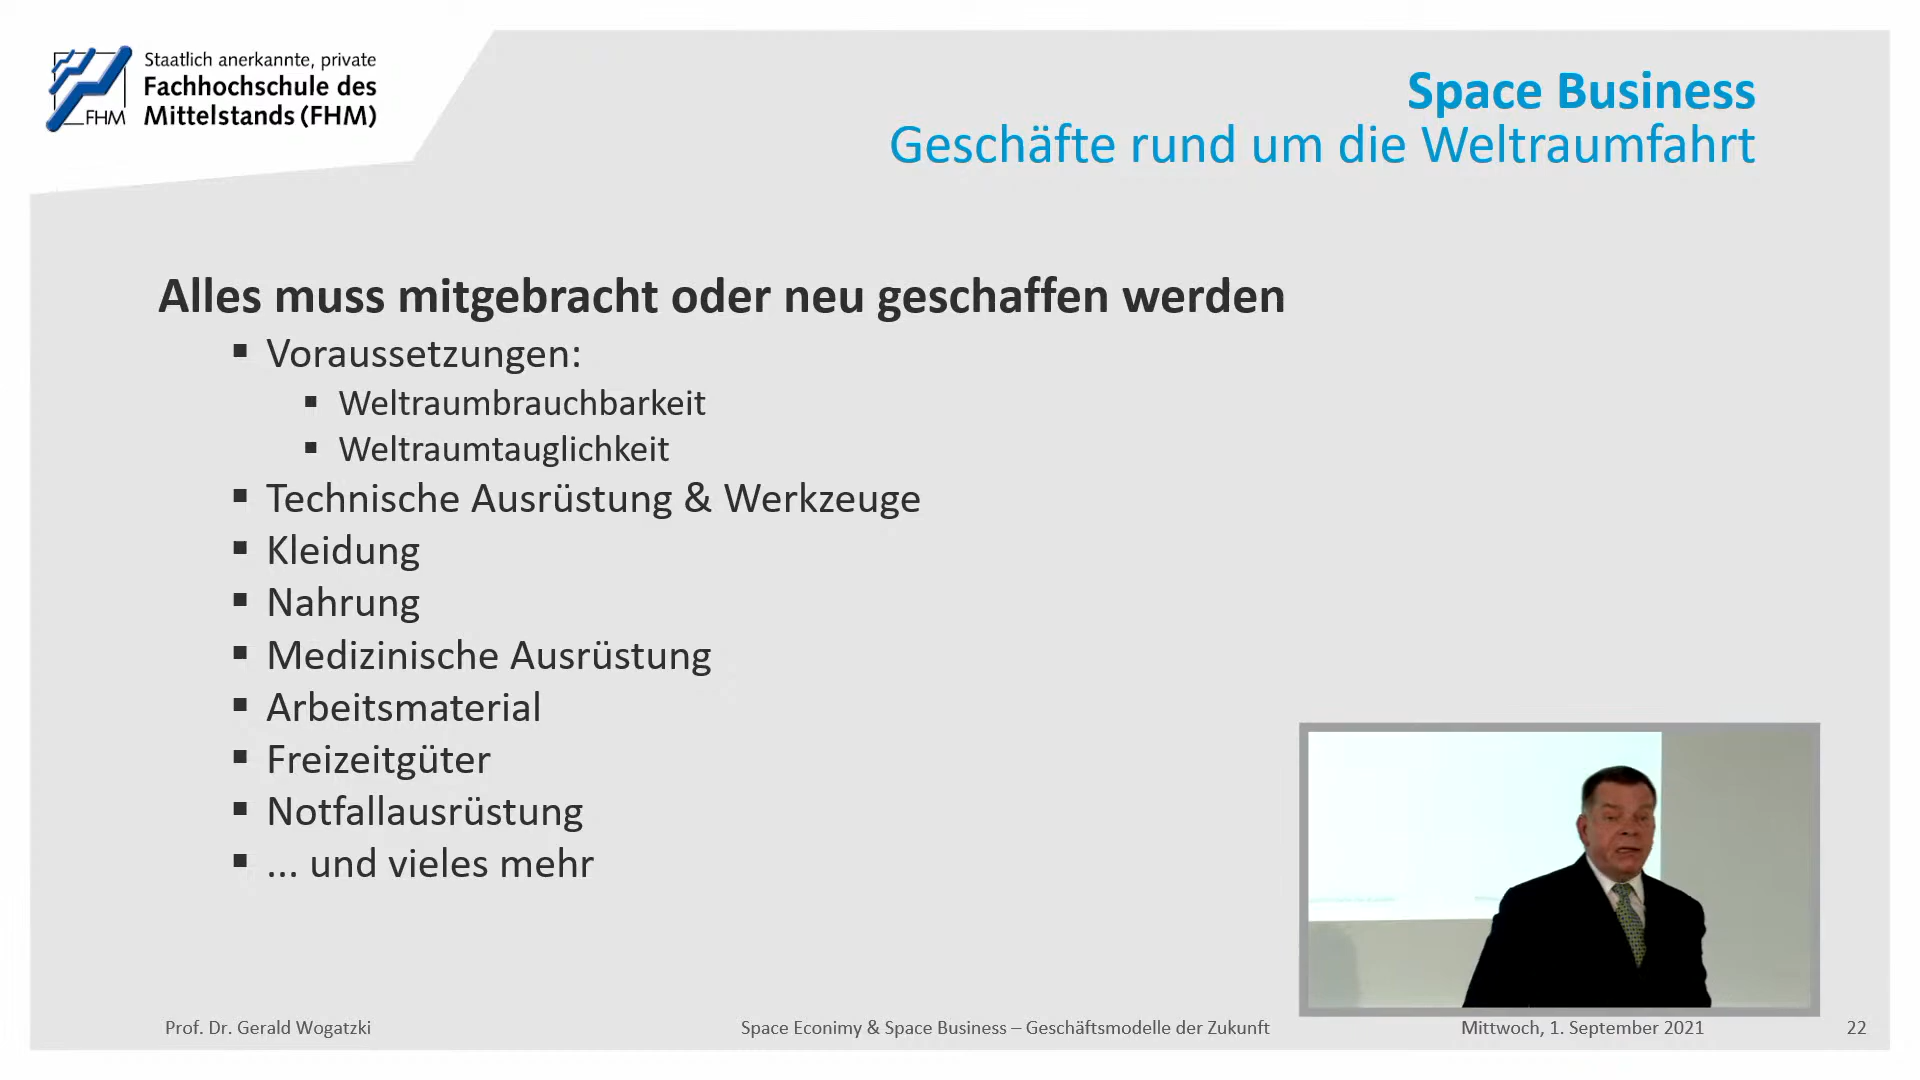 Staatlich anerkannte, private
Fachhochschule des
Mittelstands (FHM)
FHM
Space Business
Geschäfte rund um die Weltraumfahrt
Alles muss mitgebracht oder neu geschaffen werden
▪ Voraussetzungen:
▪ Weltraumbrauchbarkeit
▪ Weltraumtauglichkeit
▪ Technische Ausrüstung & Werkzeuge
▪ Kleidung
▪ Nahrung
▪ Medizinische Ausrüstung
▪ Arbeitsmaterial
▪ Freizeitgüter
▪ Notfallausrüstung
▪ ... und vieles mehr
Prof. Dr. Gerald Wogatzki
Space Econimy & Space Business – Geschäftsmodelle der Zukunft
Mittwoch, 1. September 2021
22